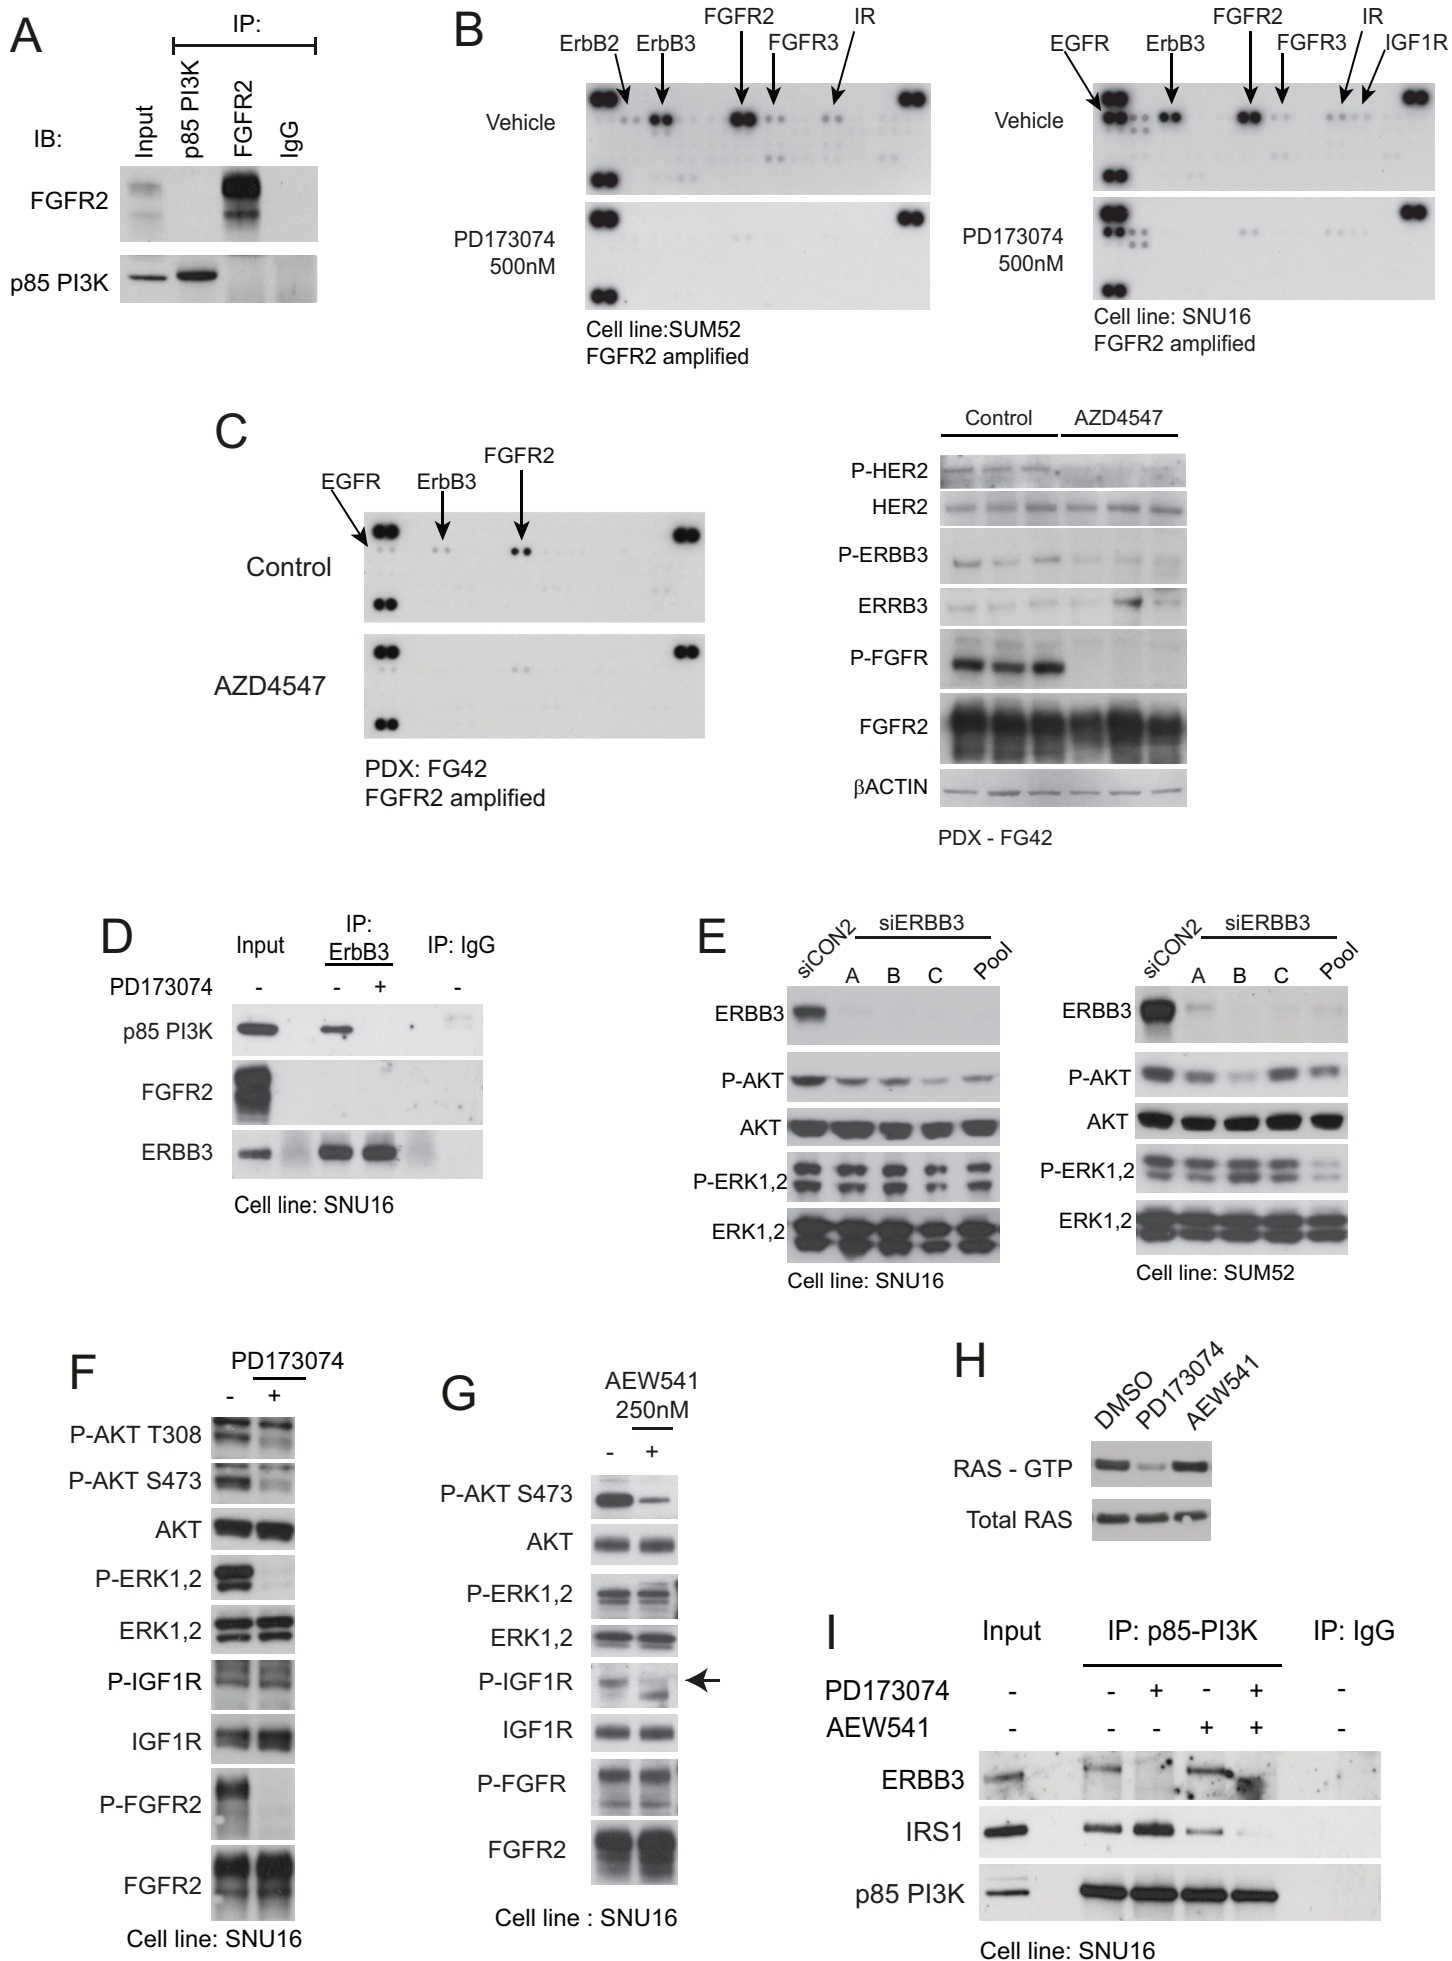 A
IP:
IB:
Input
p85 PI3K
FGFR2
IgG
FGFR2
p85 PI3K
B
ErbB2
ErbB3
FGFR2
FGFR3
IR
Vehicle
PD173074
500nM
Cell line:SUM52
FGFR2 amplified
EGFR
ErbB3
FGFR2
FGFR3
IR
IGF1R
Vehicle
PD173074
500nM
Cell line: SNU16
FGFR2 amplified
C
EGFR
ErbB3
FGFR2
Control
AZD4547
PDX: FG42
FGFR2 amplified
Control
AZD4547
P-HER2
HER2
P-ERBB3
ERRB3
P-FGFR
FGFR2
βACTIN
PDX - FG42
D
Input
IP:
ErbB3
IP: IgG
PD173074 - - + -
p85 PI3K
FGFR2
ERBB3
Cell line: SNU16
E
siCON2
siERBB3
A B C Pool
ERBB3
P-AKT
AKT
P-ERK1,2
ERK1,2
Cell line: SNU16
siCON2
siERBB3
A B C Pool
ERBB3
P-AKT
AKT
P-ERK1,2
ERK1,2
Cell line: SUM52
F
PD173074
- +
P-AKT T308
P-AKT S473
AKT
P-ERK1,2
ERK1,2
P-IGF1R
IGF1R
P-FGFR2
FGFR2
Cell line: SNU16
G
AEW541
250nM
- +
P-AKT S473
AKT
P-ERK1,2
ERK1,2
P-IGF1R
IGF1R
P-FGFR
FGFR2
Cell line : SNU16
H
DMSO
PD173074
AEW541
RAS - GTP
Total RAS
I
Input
IP: p85-PI3K
IP: IgG
PD173074 - - + - + -
AEW541 - - - + + -
ERBB3
IRS1
p85 PI3K
Cell line: SNU16